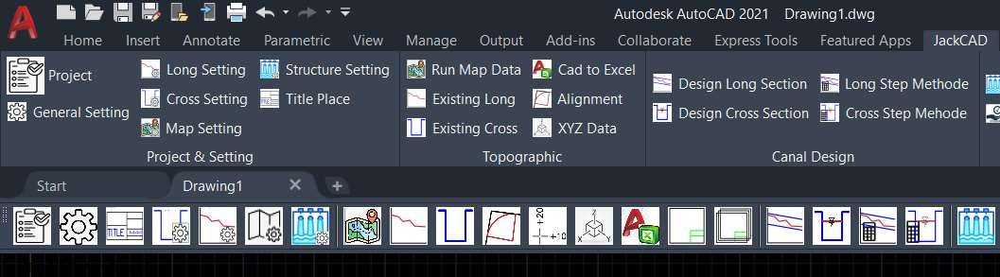 Autodesk AutoCAD 2021 Drawing1.dwg
Home Insert Annotate Parametric View Manage Output Add-ins Collaborate Express Tools Featured Apps JackCAD
Project Long Setting Structure Setting Run Map Data Cad to Excel Design Long Section Long Step Methode
General Setting Cross Setting Title Place Existing Long Alignment Design Cross Section Cross Step Mehode
Map Setting Existing Cross XYZ Data
Project & Setting Topographic Canal Design
Start Drawing1
TITLE +20 +10 Z X Y